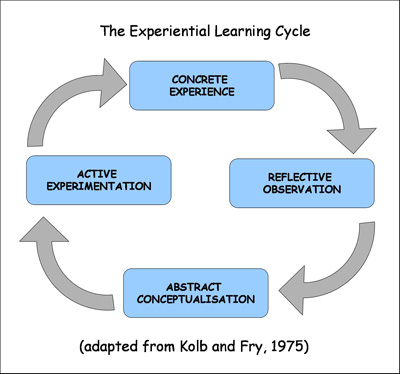 The Experiential Learning Cycle
CONCRETE
EXPERIENCE
REFLECTIVE
OBSERVATION
ABSTRACT
CONCEPTUALISATION
ACTIVE
EXPERIMENTATION
(adapted from Kolb and Fry, 1975)